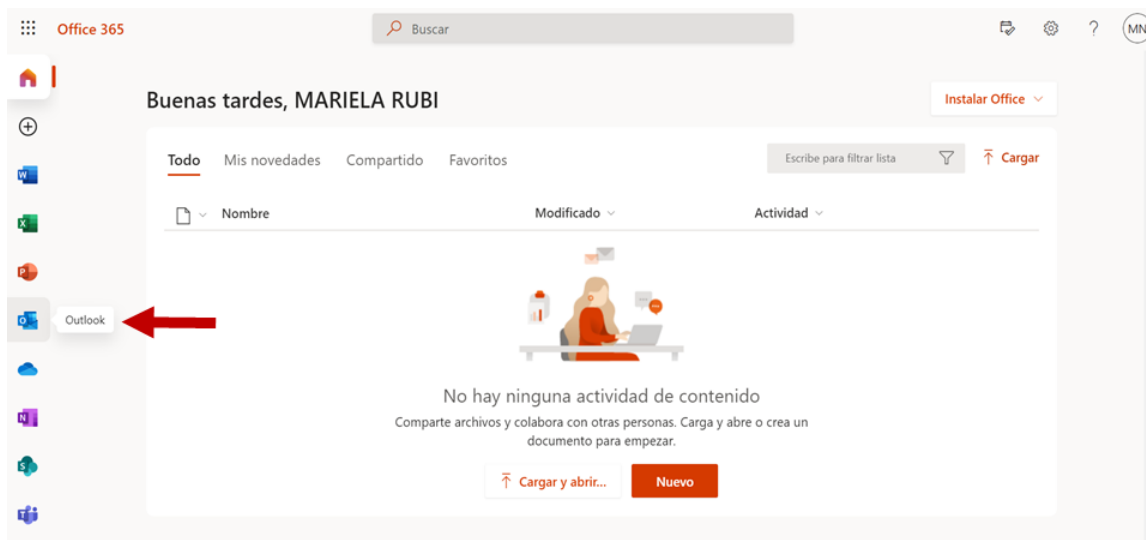 Office 365
Buscar
MN
Buenas tardes, MARIELA RUBI
Instalar Office
Todo Mis novedades Compartido Favoritos
Escribe para filtrar lista
Cargar
Nombre Modificado Actividad
Outlook
No hay ninguna actividad de contenido
Comparte archivos y colabora con otras personas. Carga y abre o crea un
documento para empezar.
Cargar y abrir...
Nuevo